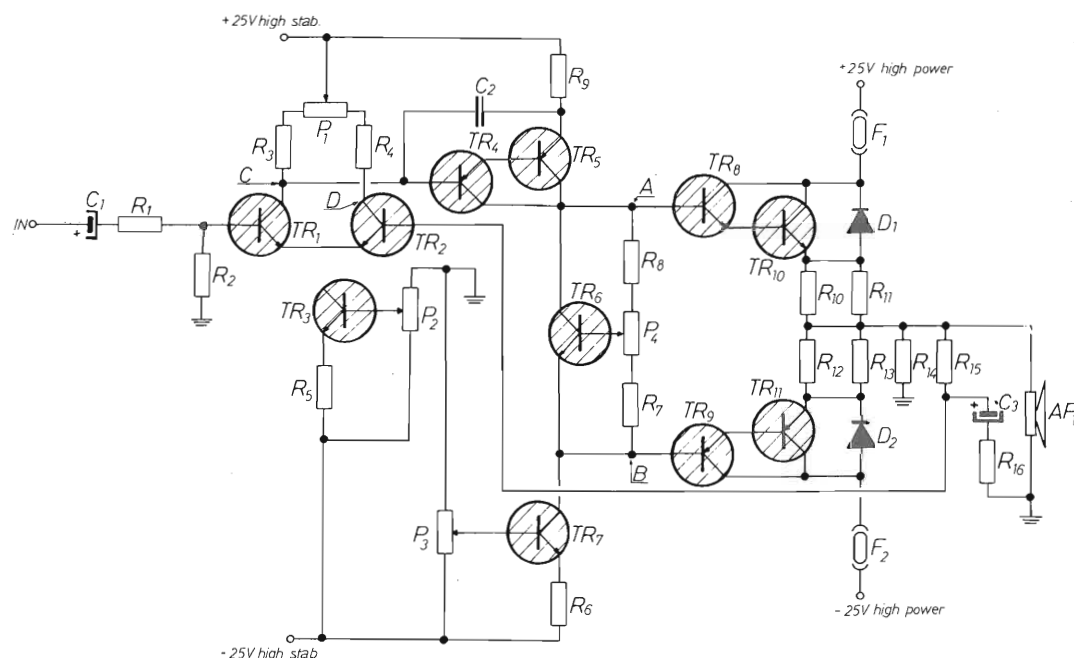 +25V high stab.
+25V high power
R9
C2
P1
F1
R3
R4
TR4
TR5
TR8
C
D
A
C1
R1
IN
+
TR1
TR2
D1
TR10
R2
R8
TR6
R10
R11
TR3
P2
P4
R12
R13
R14
R15
R5
R7
TR11
+
C3
AP1
TR9
D2
R16
B
P3
TR7
F2
R6
-25V high stab
-25V high power